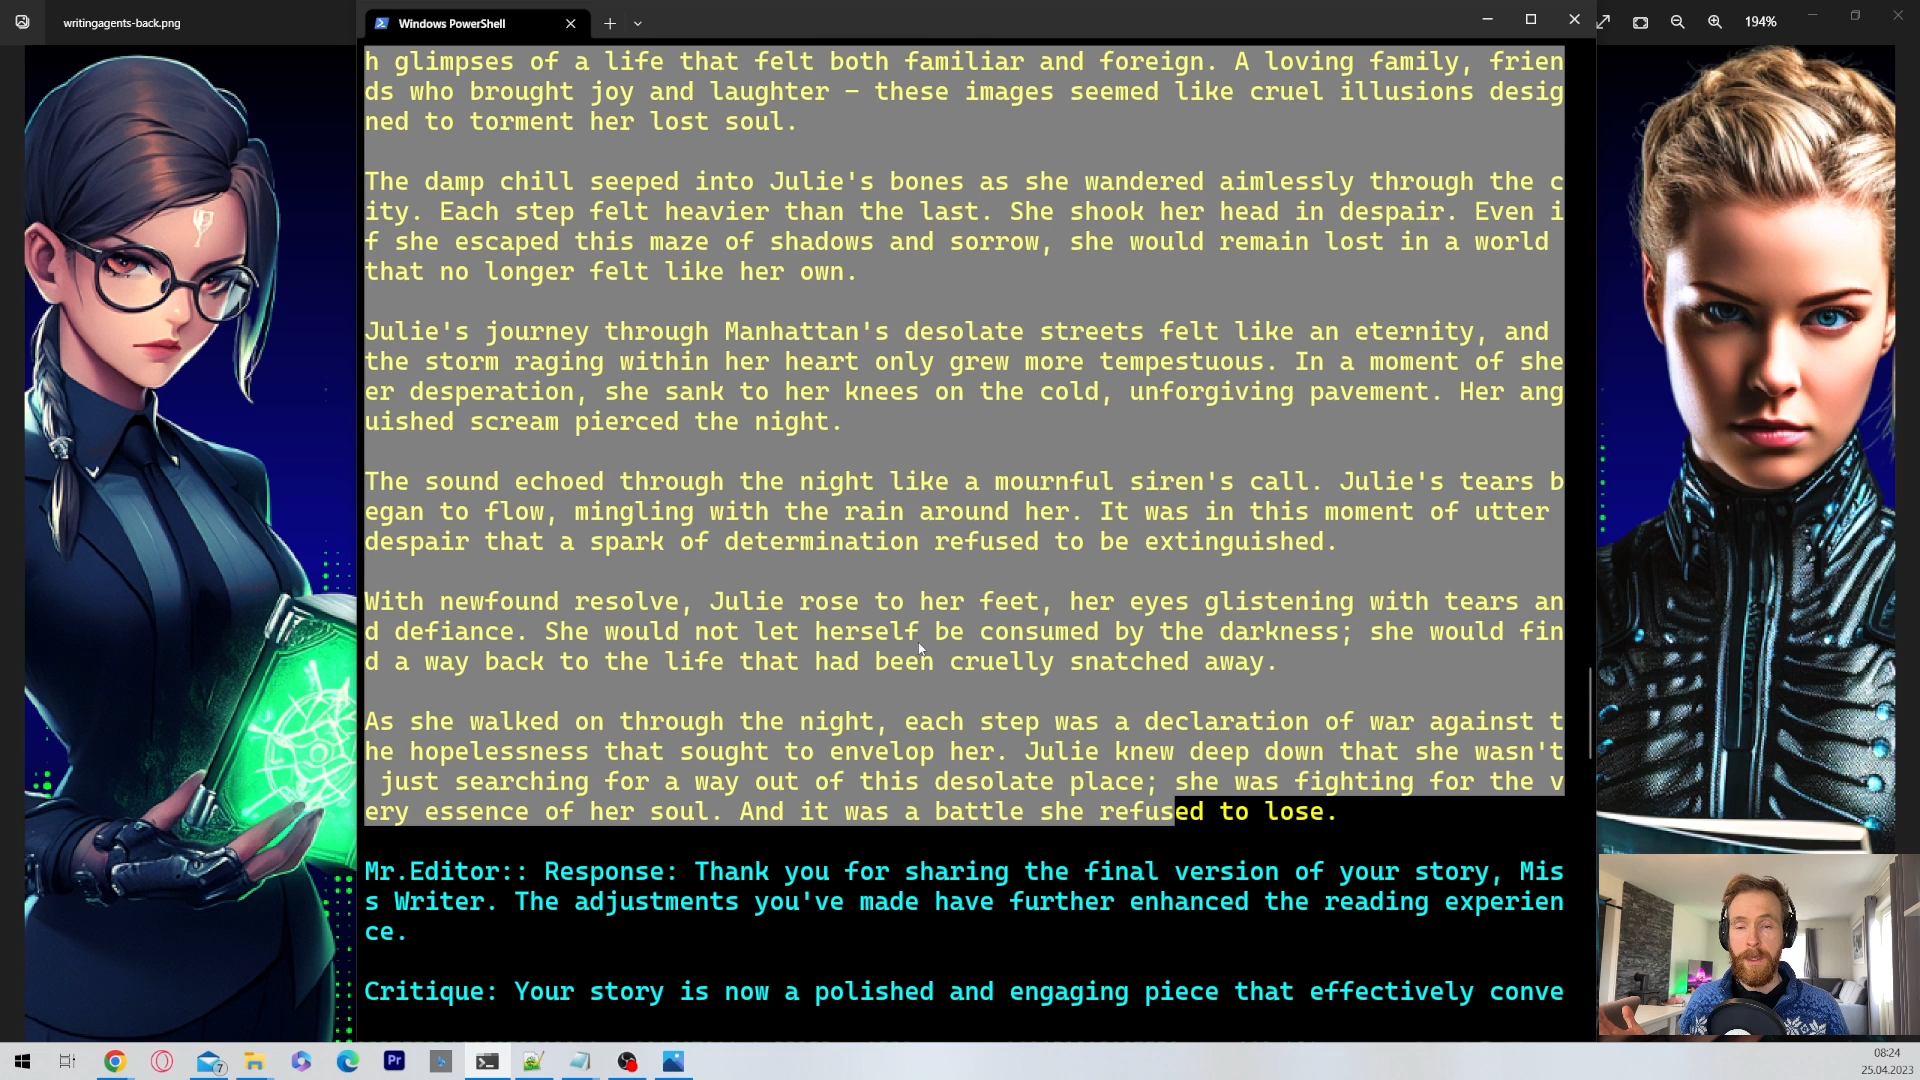 writingagents-back.png
Windows PowerShell
194%
h glimpses of a life that felt both familiar and foreign. A loving family, frien
ds who brought joy and laughter – these images seemed like cruel illusions desig
ned to torment her lost soul.
The damp chill seeped into Julie's bones as she wandered aimlessly through the c
ity. Each step felt heavier than the last. She shook her head in despair. Even i
f she escaped this maze of shadows and sorrow, she would remain lost in a world
that no longer felt like her own.
Julie's journey through Manhattan's desolate streets felt like an eternity, and
the storm raging within her heart only grew more tempestuous. In a moment of she
er desperation, she sank to her knees on the cold, unforgiving pavement. Her ang
uished scream pierced the night.
The sound echoed through the night like a mournful siren's call. Julie's tears b
egan to flow, mingling with the rain around her. It was in this moment of utter
despair that a spark of determination refused to be extinguished.
With newfound resolve, Julie rose to her feet, her eyes glistening with tears an
d defiance. She would not let herself be consumed by the darkness; she would fin
d a way back to the life that had been cruelly snatched away.
As she walked on through the night, each step was a declaration of war against t
he hopelessness that sought to envelop her. Julie knew deep down that she wasn't
just searching for a way out of this desolate place; she was fighting for the v
ery essence of her soul. And it was a battle she refused to lose.
Mr.Editor:: Response: Thank you for sharing the final version of your story, Mis
s Writer. The adjustments you've made have further enhanced the reading experien
ce.
Critique: Your story is now a polished and engaging piece that effectively conve
7
Pr
08:24
25.04.2023